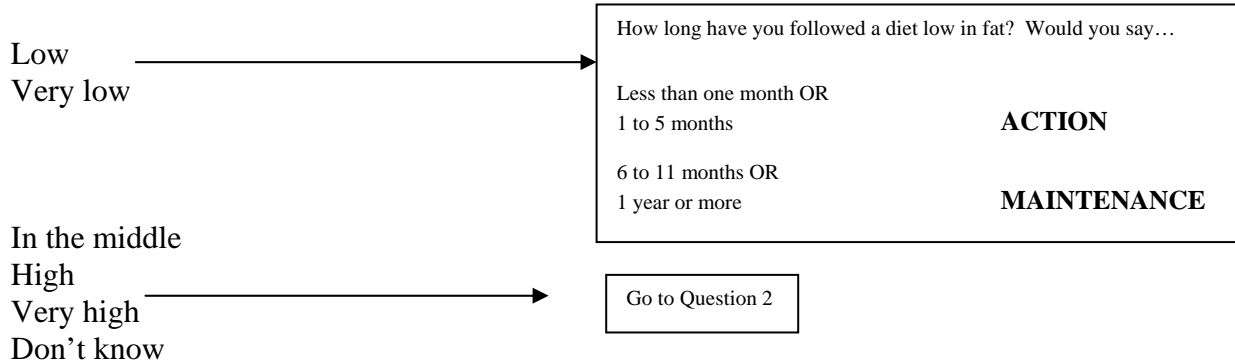 Low
Very low
How long have you followed a diet low in fat?  Would you say…
Less than one month OR
1 to 5 months ACTION
6 to 11 months OR
1 year or more MAINTENANCE
In the middle
High
Very high
Don’t know
Go to Question 2